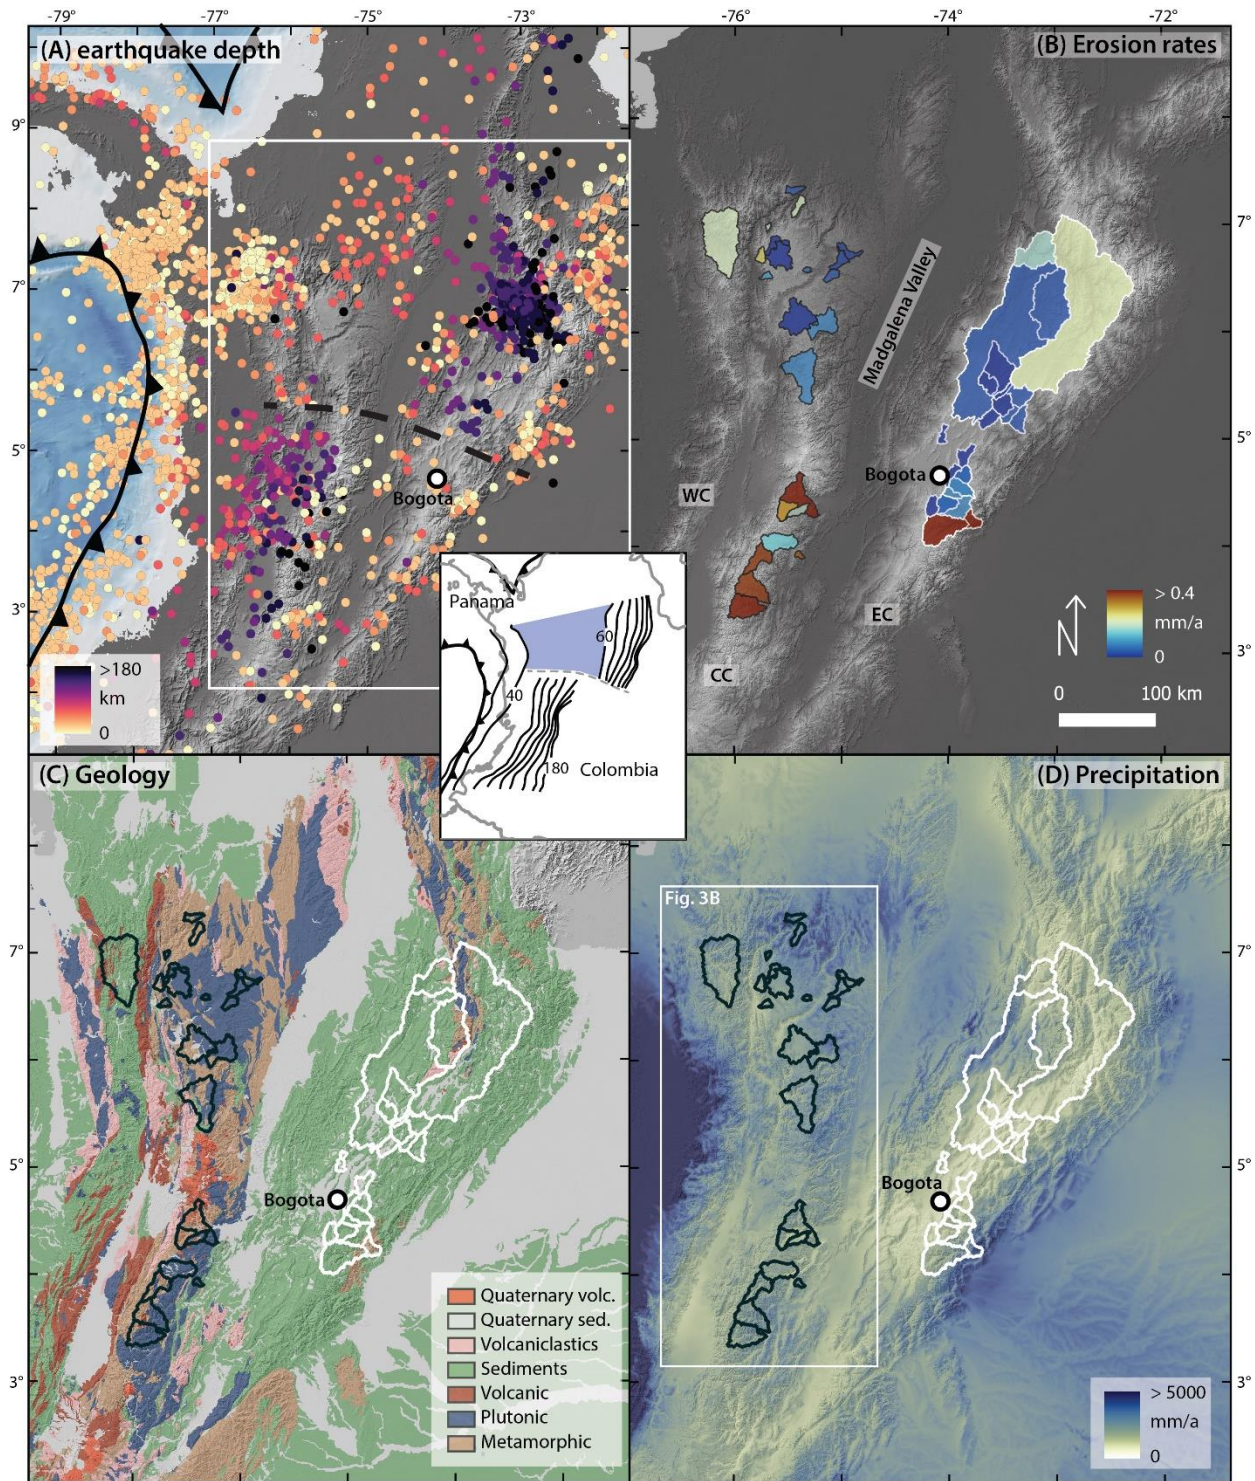 -79° -77° -75° -73° -76° -74° -72°
(A) earthquake depth
9°
7°
5°
3°
Bogota
>180
km
0
(B) Erosion rates
7°
5°
3°
Madgalena Valley
Bogota
WC
EC
CC
N
> 0.4
mm/a
0
0 100 km
Panama
60
40
180
Colombia
(C) Geology
7°
5°
3°
Bogota
Quaternary volc.
Quaternary sed.
Volcaniclastics
Sediments
Volcanic
Plutonic
Metamorphic
(D) Precipitation
Fig. 3B
7°
5°
3°
Bogota
> 5000
mm/a
0